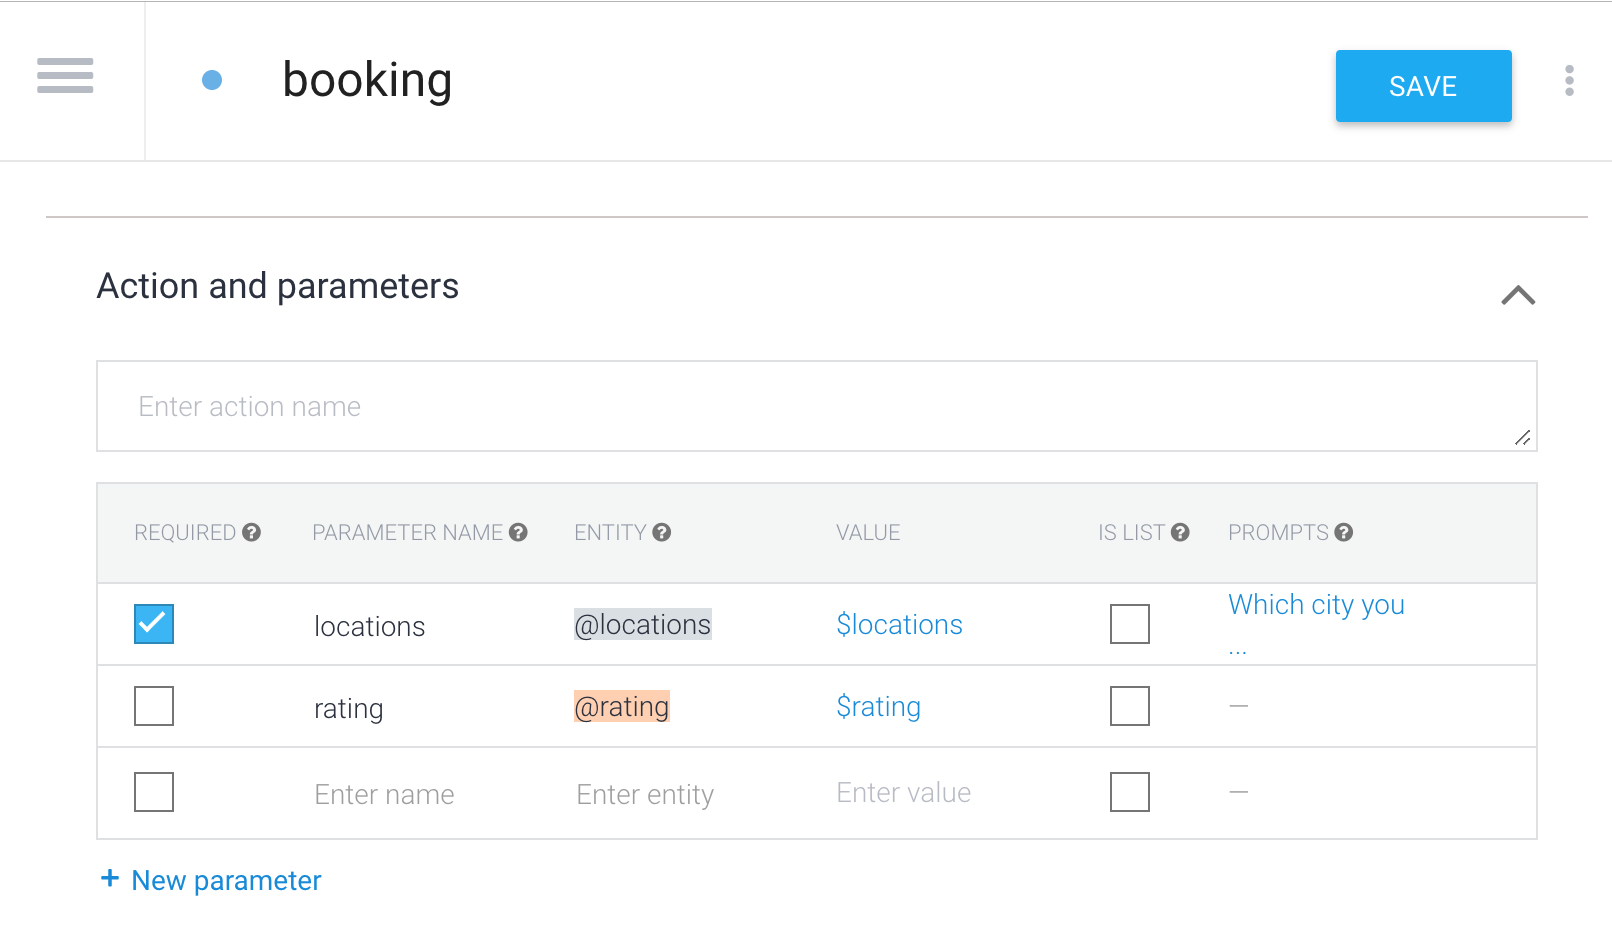 booking
SAVE
Action and parameters
Enter action name
REQUIRED ? PARAMETER NAME ? ENTITY ? VALUE IS LIST ? PROMPTS ?
locations @locations $locations Which city you
...
rating @rating $rating —
Enter name Enter entity Enter value —
+ New parameter